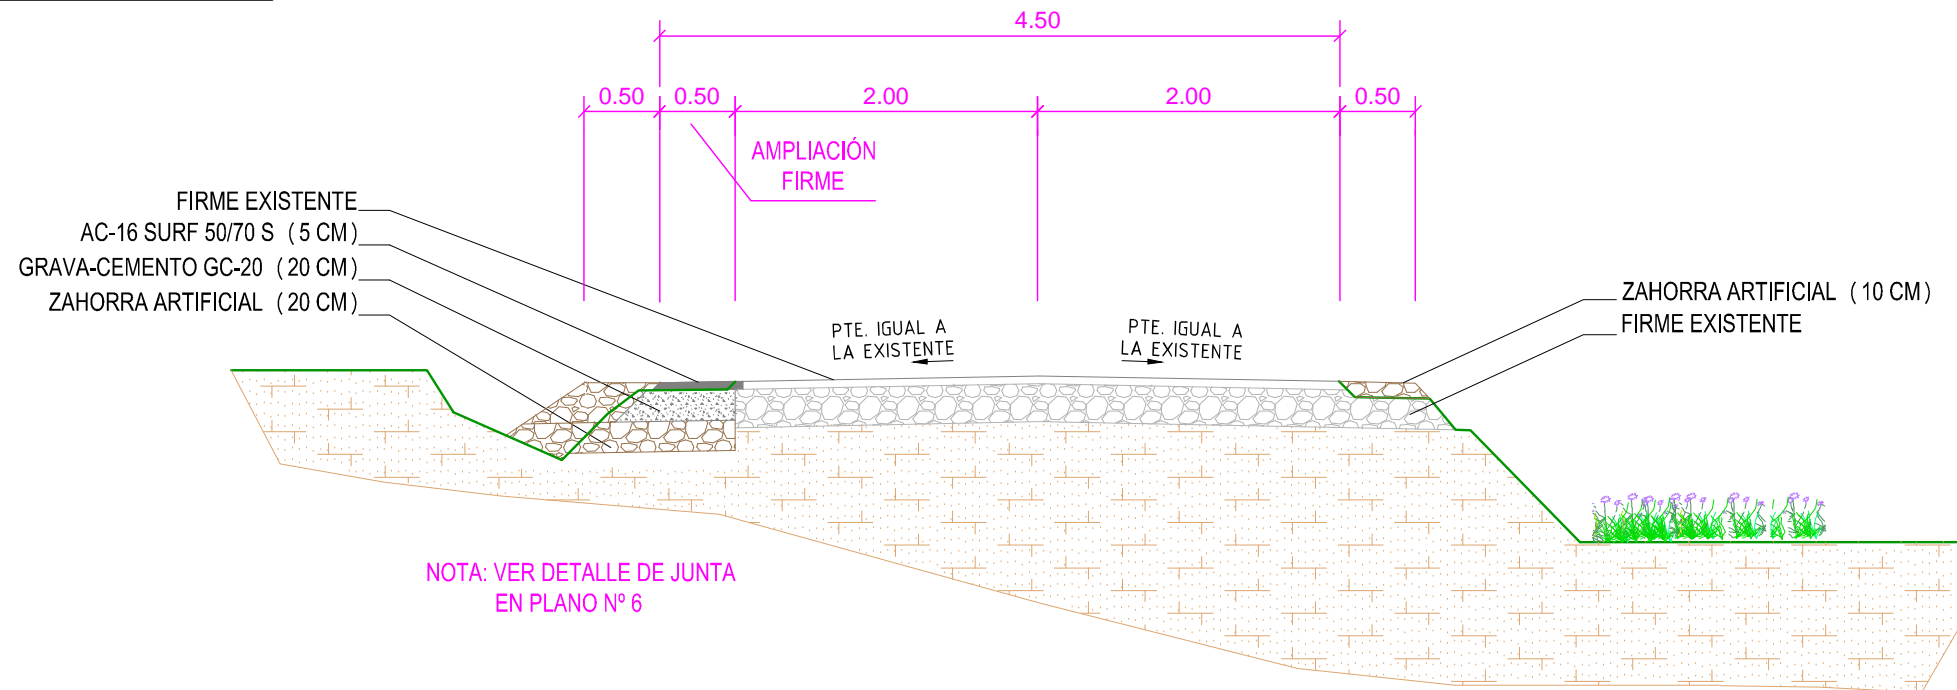 4.50
0.50
0.50
2.00
2.00
0.50
AMPLIACIÓN
FIRME
FIRME EXISTENTE
AC-16 SURF 50/70 S (5 CM)
GRAVA-CEMENTO GC-20 (20 CM)
ZAHORRA ARTIFICIAL (20 CM)
ZAHORRA ARTIFICIAL (10 CM)
FIRME EXISTENTE
PTE. IGUAL A
LA EXISTENTE
PTE. IGUAL A
LA EXISTENTE
NOTA: VER DETALLE DE JUNTA
EN PLANO Nº 6